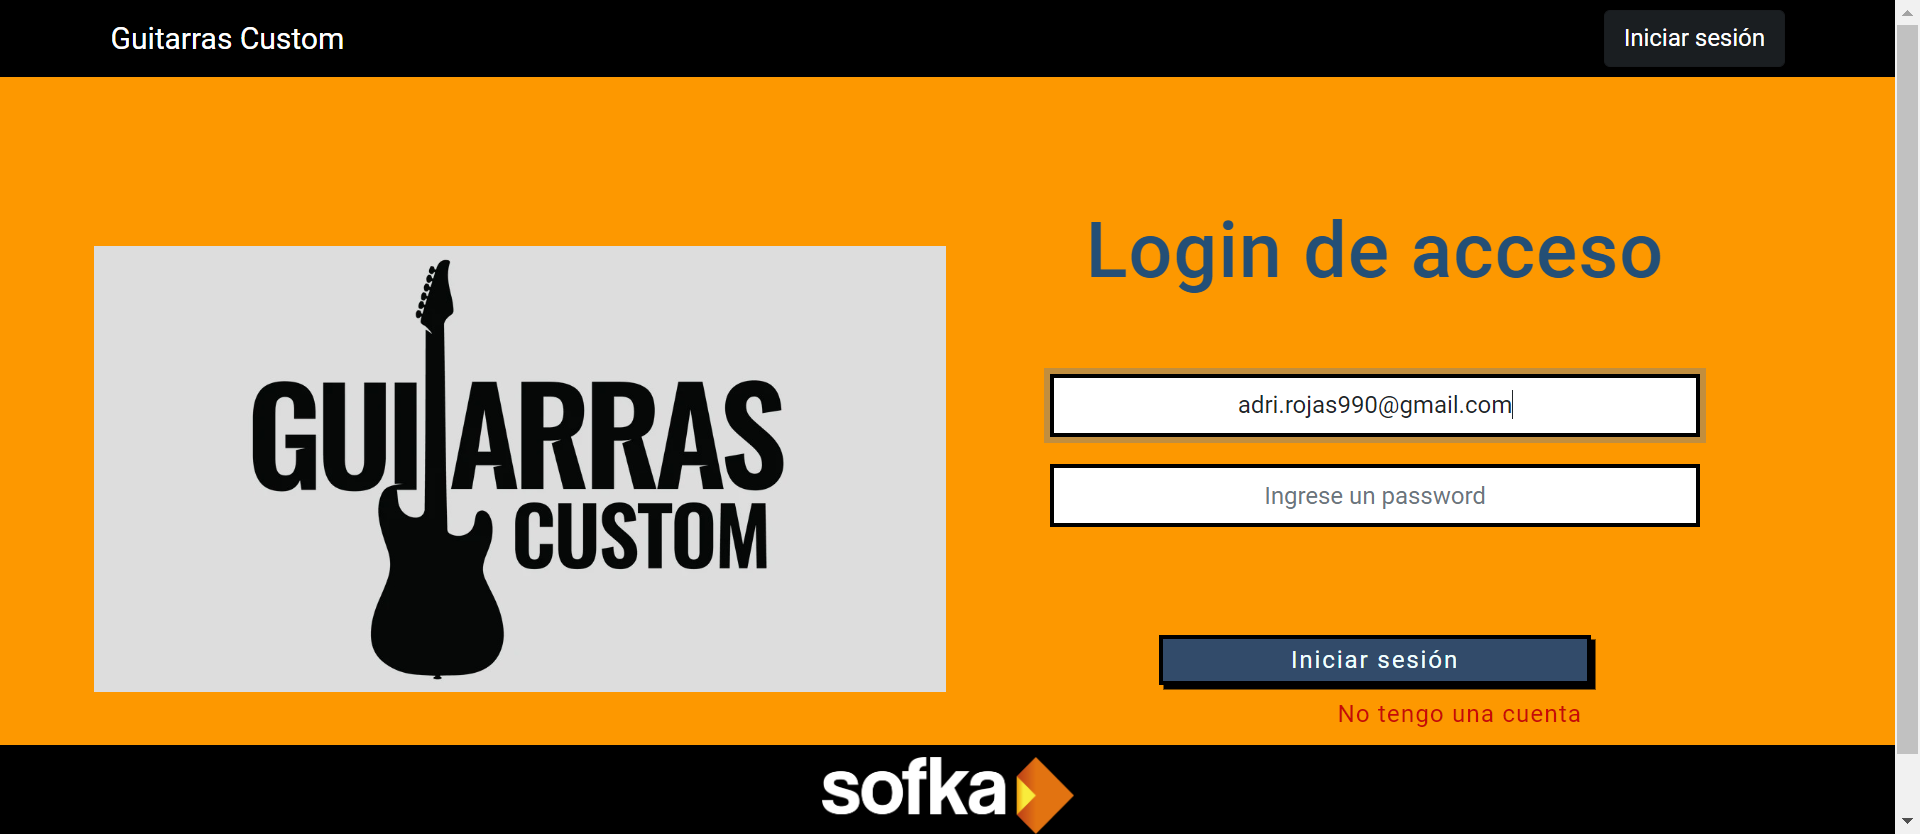 Guitarras Custom
Iniciar sesión
GUITARRAS
CUSTOM
Login de acceso
adri.rojas990@gmail.com
Ingrese un password
Iniciar sesión
No tengo una cuenta
sofka